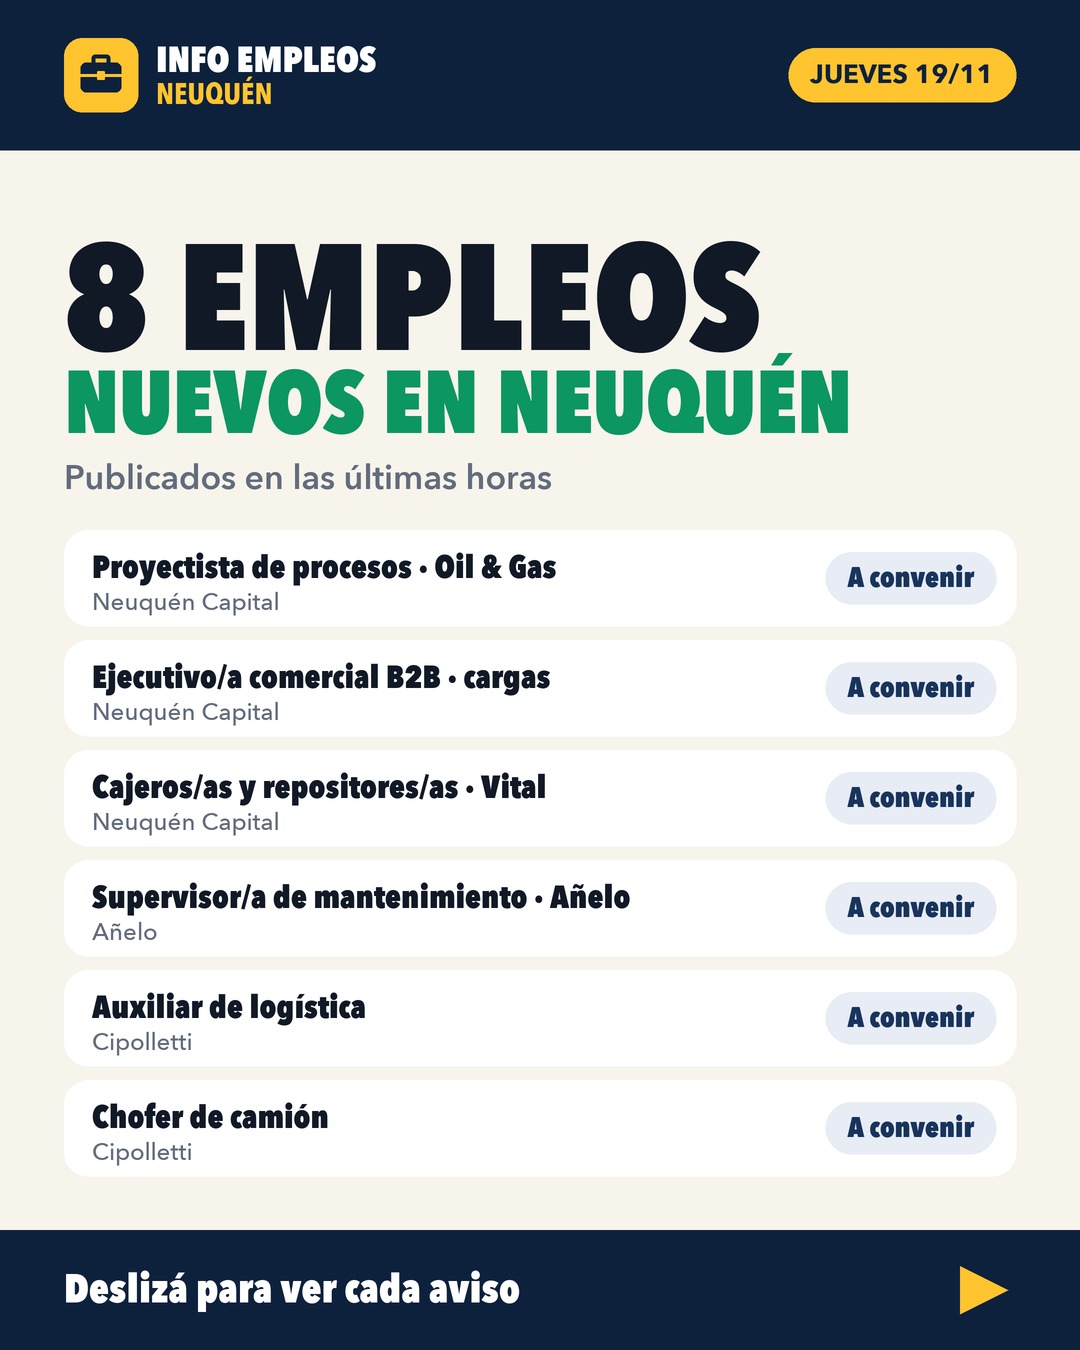 INFO EMPLEOS
NEUQUÉN
JUEVES 19/11
8 EMPLEOS
NUEVOS EN NEUQUÉN
Publicados en las últimas horas
Proyectista de procesos · Oil & Gas
Neuquén Capital
A convenir
Ejecutivo/a comercial B2B · cargas
Neuquén Capital
A convenir
Cajeros/as y repositores/as · Vital
Neuquén Capital
A convenir
Supervisor/a de mantenimiento · Añelo
Añelo
A convenir
Auxiliar de logística
Cipolletti
A convenir
Chofer de camión
Cipolletti
A convenir
Deslizá para ver cada aviso